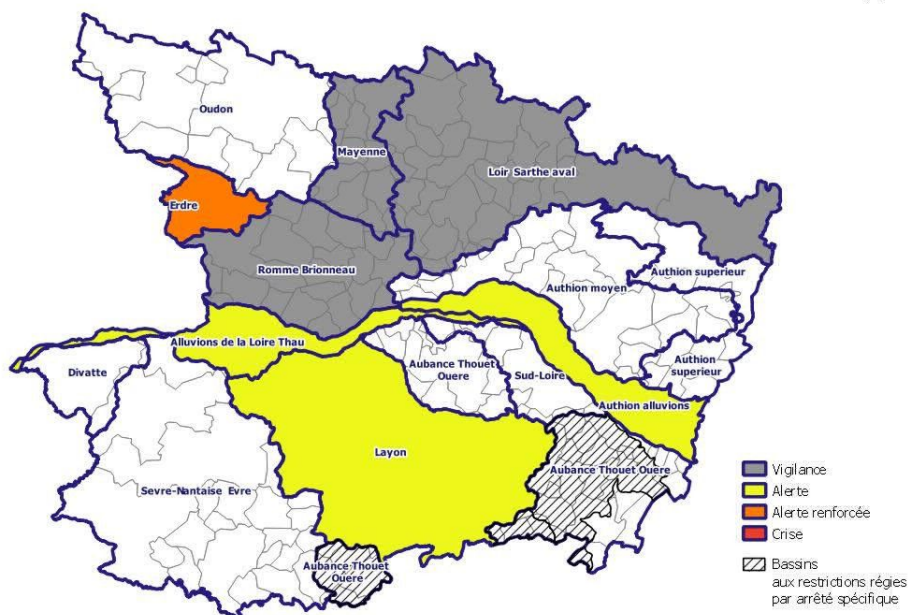 Oudon
Mayenne
Loir Sarthe aval
Erdre
Romme Brionneau
Authion superieur
Authion moyen
Alluvions de la Loire Thau
Divatte
Aubance Thouet
Ouere
Sud-Loire
Authion
superieur
Authion alluvions
Layon
Aubance Thouet Ouere
Sevre-Nantaise Evre
Aubance Thouet
Ouere
Vigilance
Alerte
Alerte renforcée
Crise
Bassins
aux restrictions régies
par arrêté spécifique